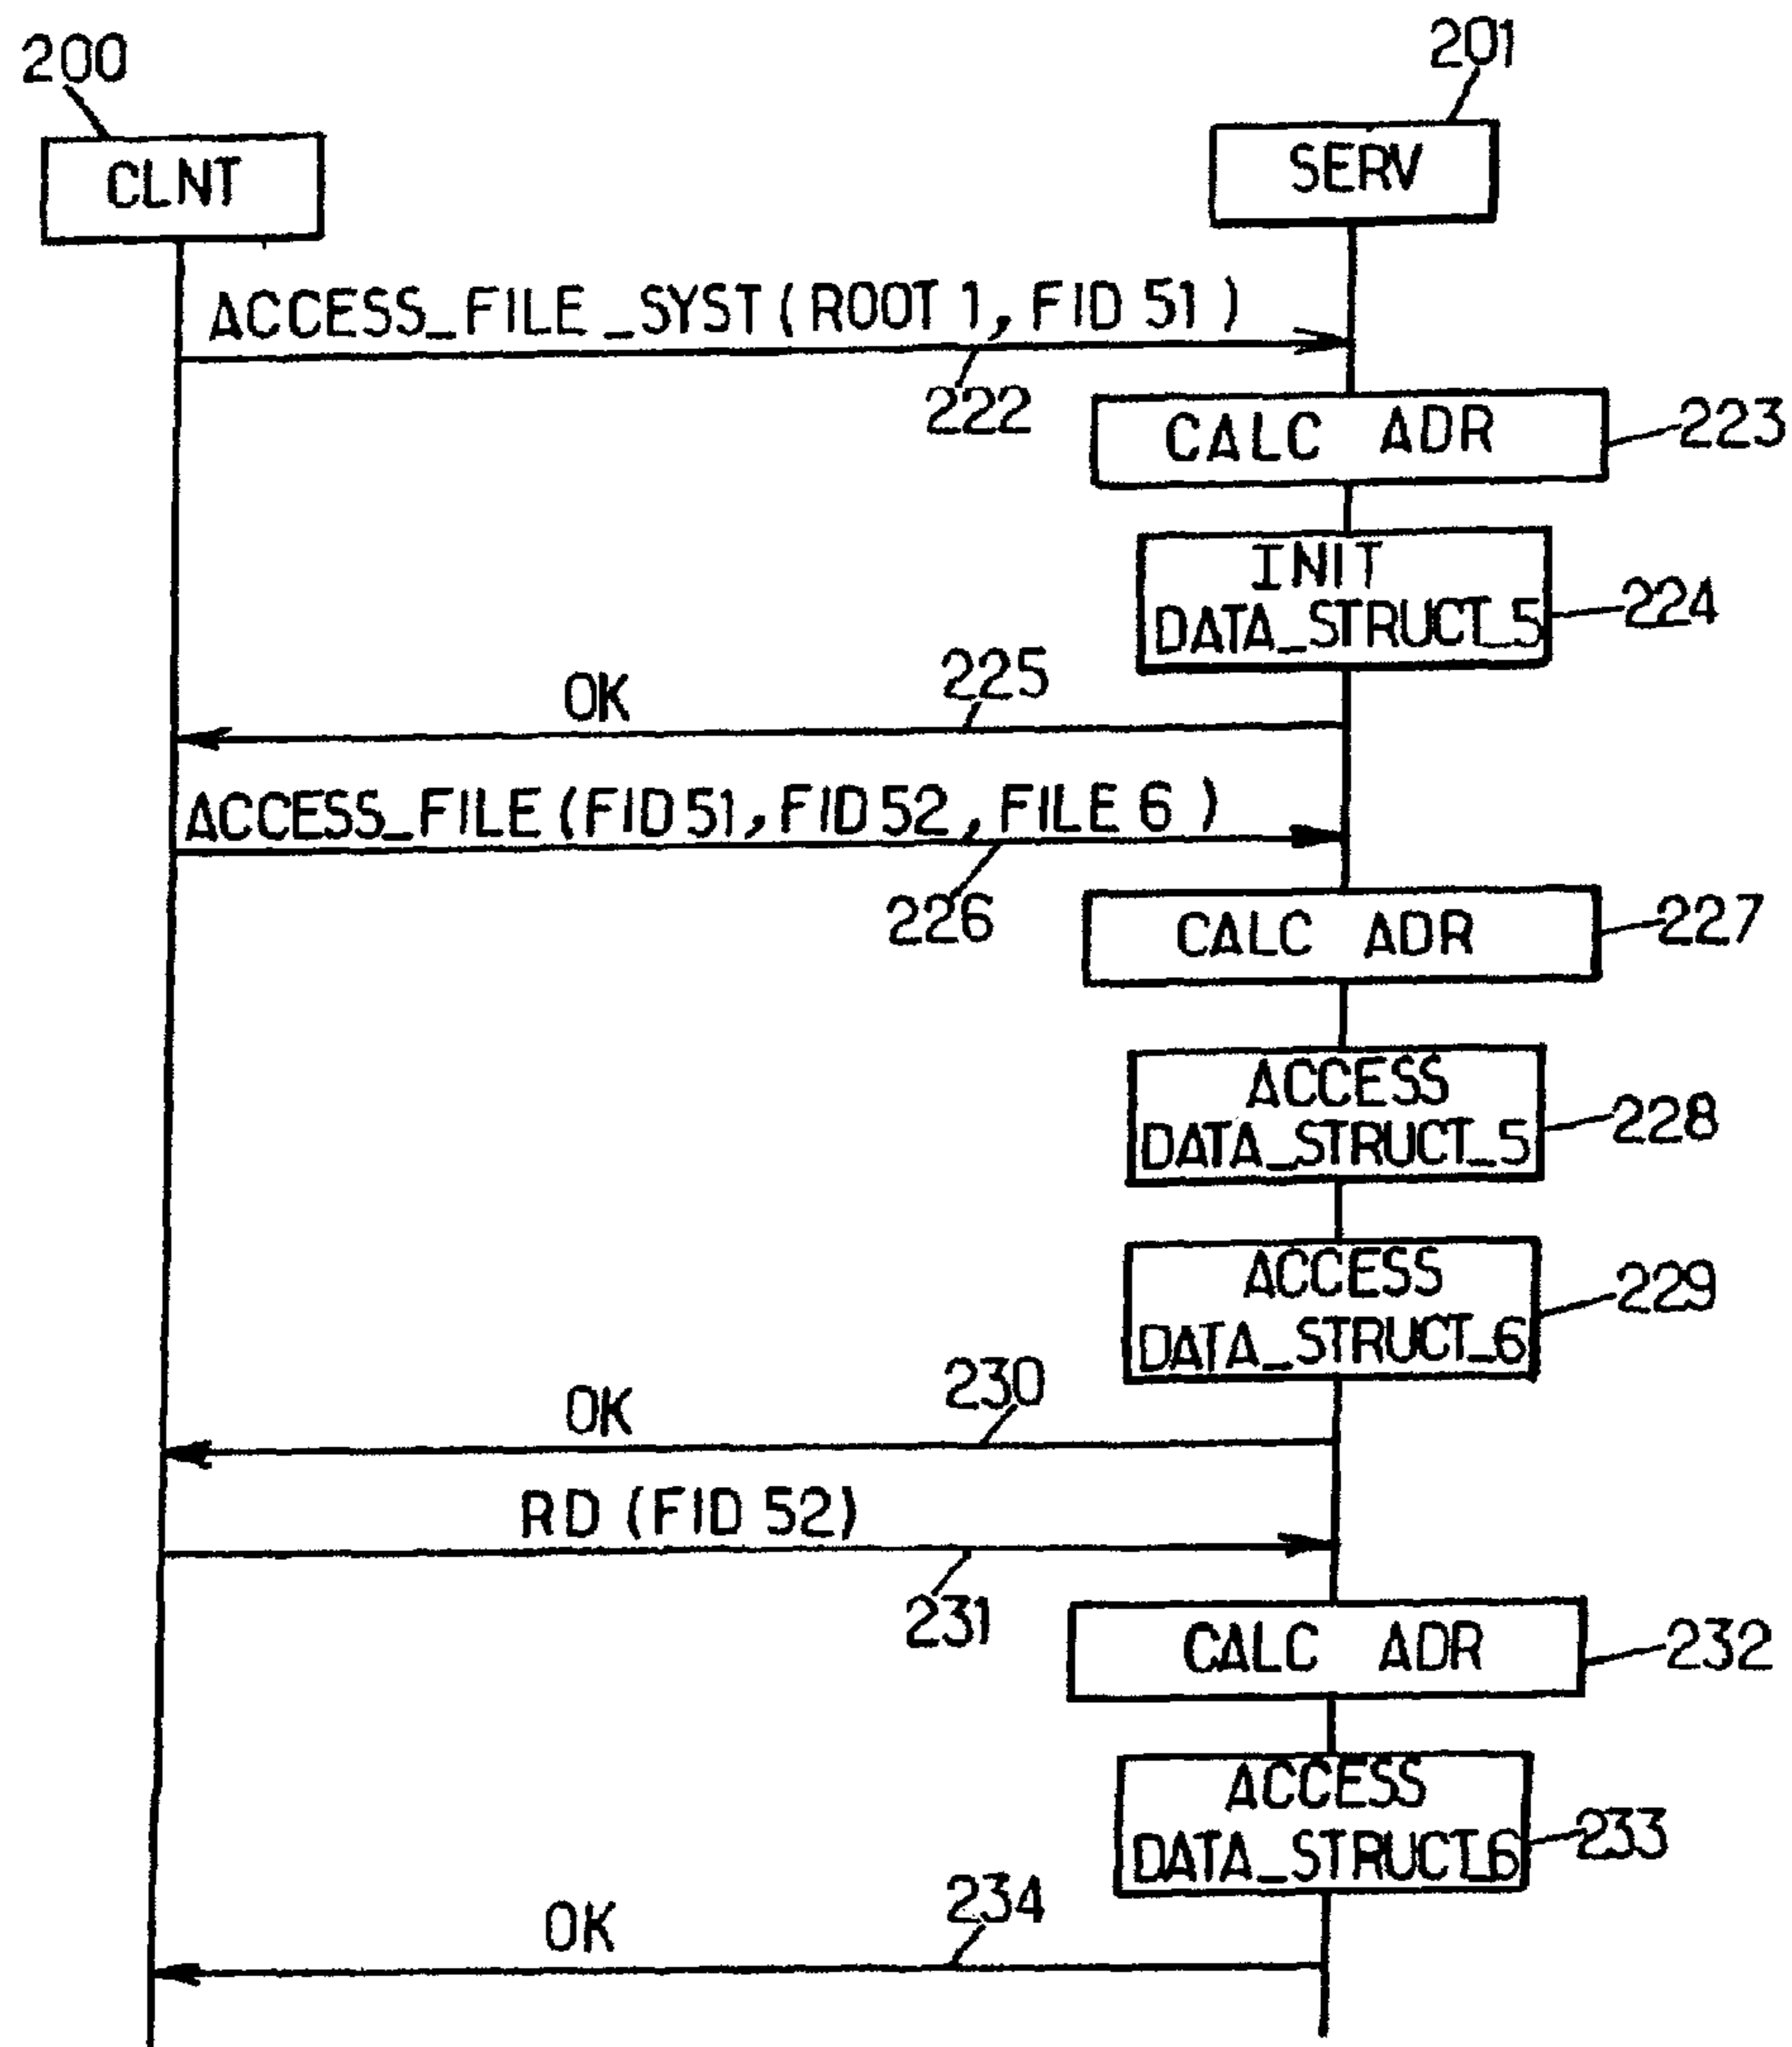 200
201
CLNT
SERV
ACCESS_FILE_SYST (ROOT 1, FID 51)
222
CALC ADR
223
INIT
DATA_STRUCT_5
224
OK
225
ACCESS_FILE (FID 51, FID 52, FILE 6)
226
CALC ADR
227
ACCESS
DATA_STRUCT_5
228
ACCESS
DATA_STRUCT_6
229
OK
230
RD (FID 52)
231
CALC ADR
232
ACCESS
DATA_STRUCT_6
233
OK
234